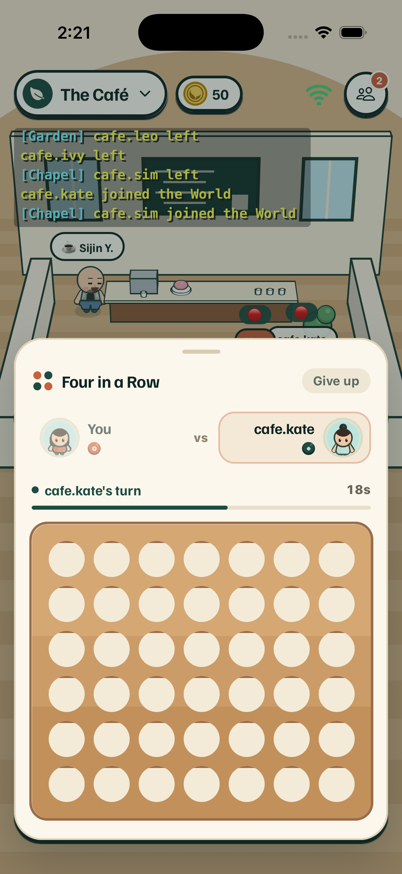 2:21
The Café
50
2
[Garden] cafe.leo left
cafe.ivy left
[Chapel] cafe.sim left
cafe.kate joined the World
[Chapel] cafe.sim joined the World
Sijin Y.
Four in a Row
Give up
You
vs
cafe.kate
cafe.kate's turn
18s